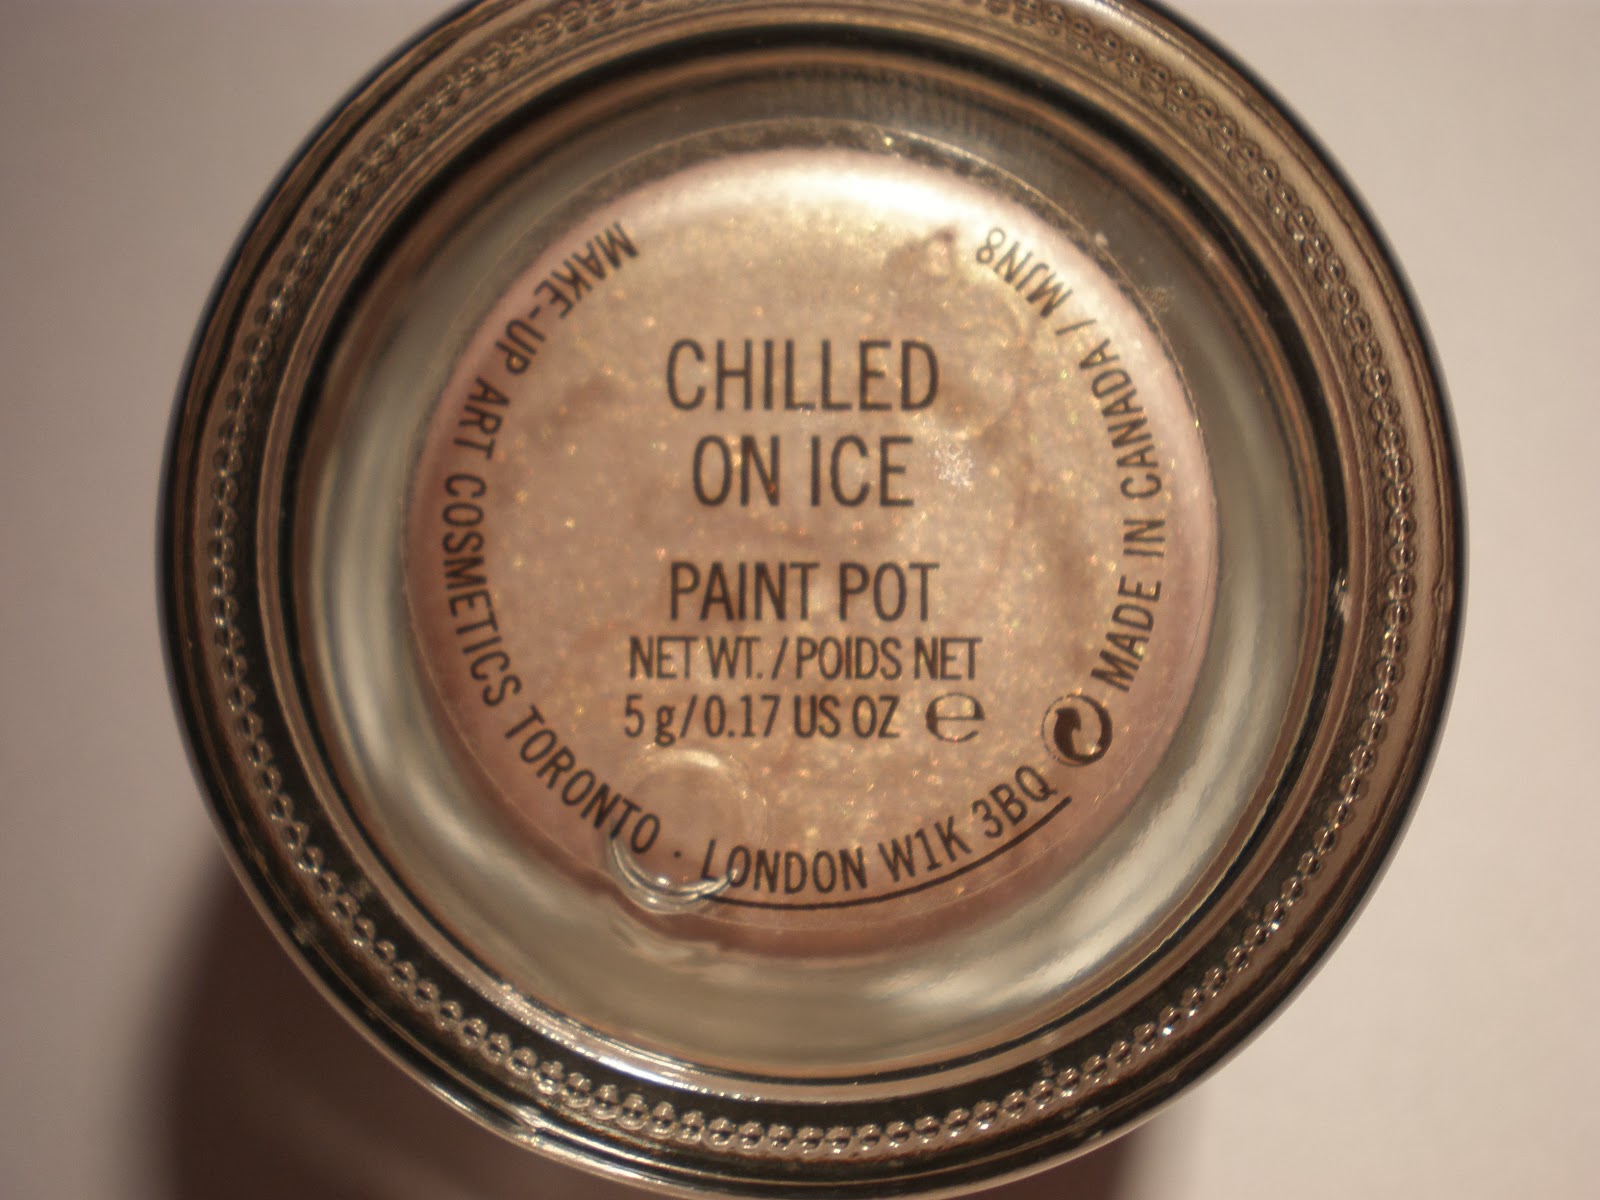 CHILLED
ON ICE
PAINT POT
NET WT. / POIDS NET
5 g/0.17 US OZ ℮
MAKE-UP ART COSMETICS TORONTO · LONDON W1K 3BQ
MADE IN CANADA / MJN8